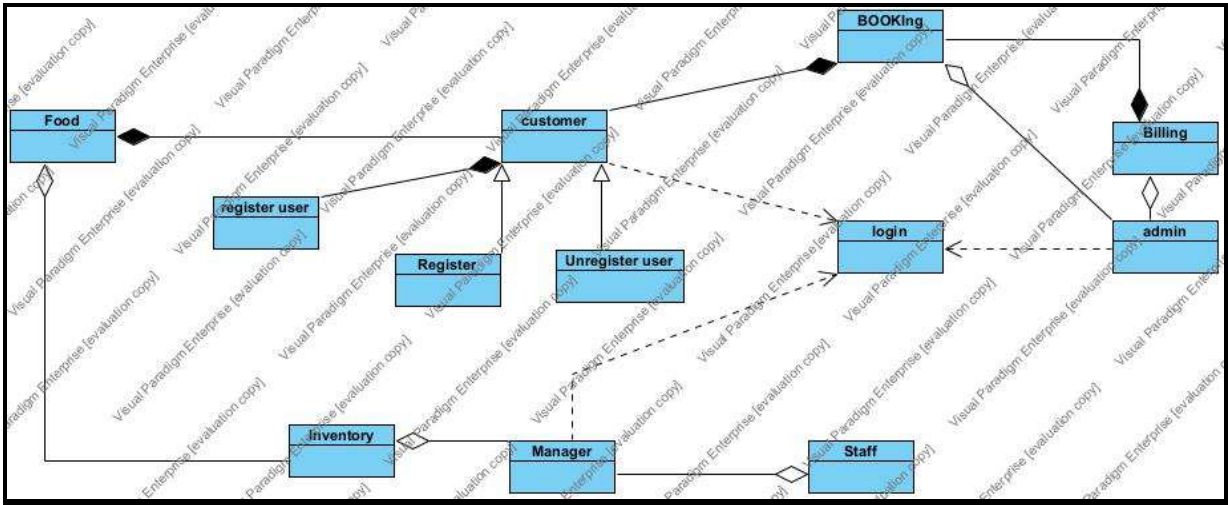 BOOKIng
Food
customer
Billing
register user
login
admin
Register
Unregister user
Inventory
Manager
Staff
Visual Paradigm Enterprise [evaluation copy]